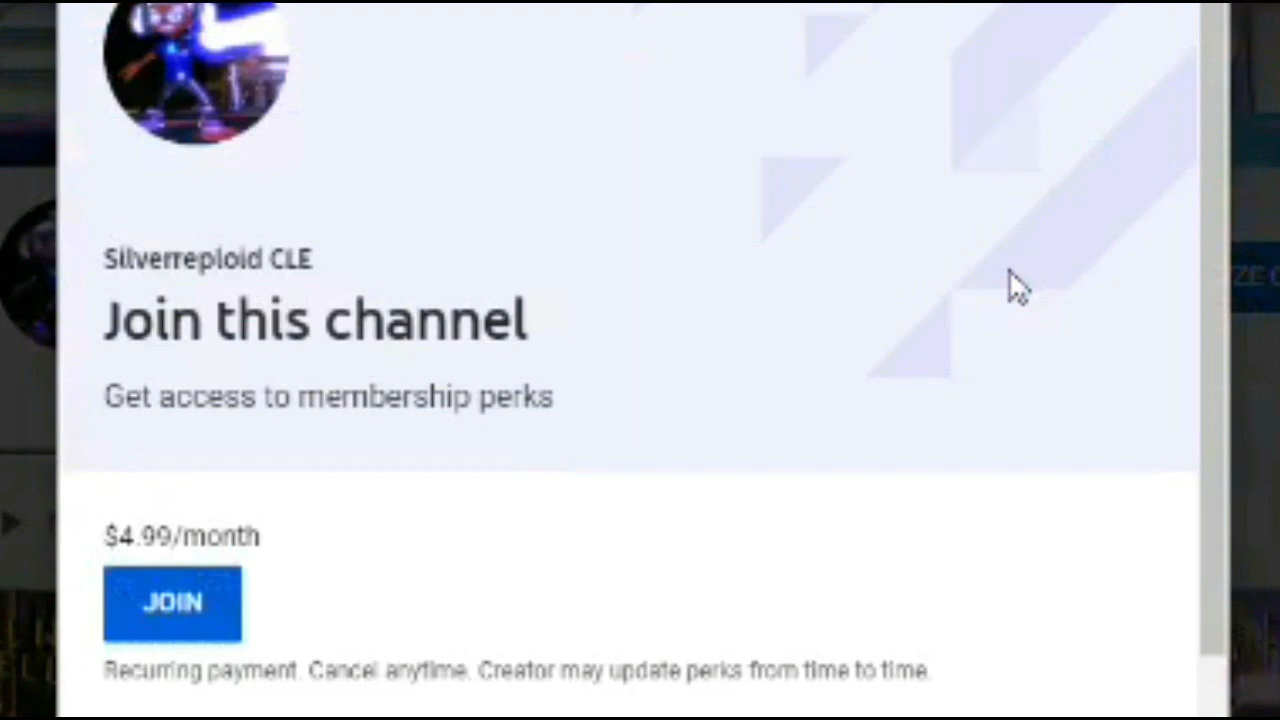 Silverreploid CLE
Join this channel
Get access to membership perks
$4.99/month
JOIN
Recurring payment. Cancel anytime. Creator may update perks from time to time.